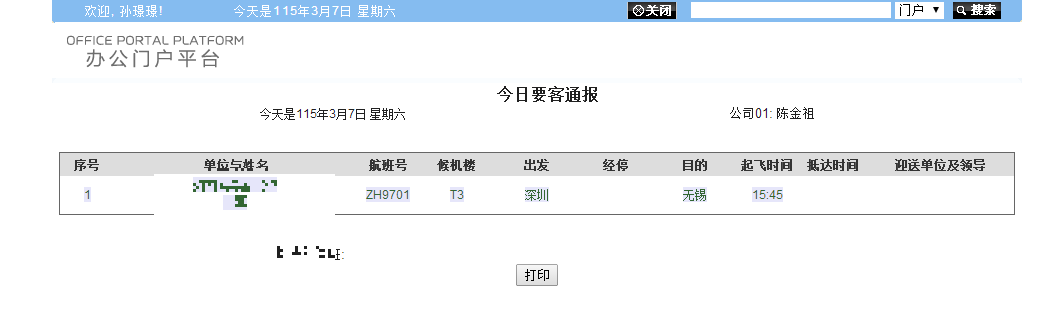 欢迎, 孙璟璟! 今天是115年3月7日 星期六 关闭 门户 搜索
OFFICE PORTAL PLATFORM
办公门户平台
今日要客通报
今天是115年3月7日 星期六 公司01: 陈金祖
序号 单位与姓名 航班号 候机楼 出发 经停 目的 起飞时间 抵达时间 迎送单位及领导
1 ZH9701 T3 深圳 无锡 15:45
打印